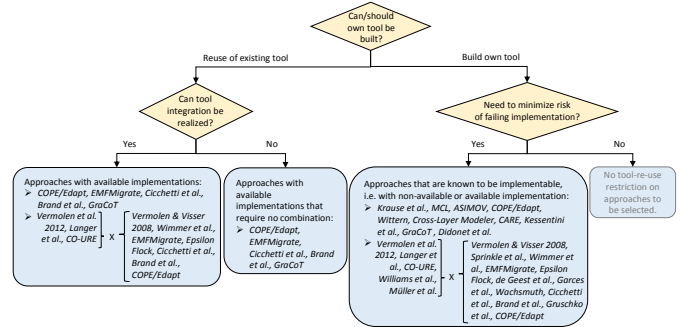 Can/should
own tool be
built?
Reuse of existing tool
Build own tool
Can tool
integration be
realized?
Need to minimize risk
of failing implementation?
Yes
No
Yes
No
Approaches with available implementations:
➢ COPE/Edapt, EMFMigrate, Cicchetti et al.,
Brand et al., GraCoT
➢ Vermolen et al.
2012, Langer
et al., CO-URE
x
Vermolen & Visser
2008, Wimmer et al.,
EMFMigrate, Epsilon
Flock, Cicchetti et al.,
Brand et al.,
COPE/Edapt
Approaches with
available
implementations
that require no
combination:
➢ COPE/Edapt,
EMFMigrate,
Cicchetti et al., Brand
et al., GraCoT
Approaches that are known to be implementable,
i.e. with non-available or available implementation:
➢ Krause et al., MCL, ASIMOV, COPE/Edapt,
Wittern, Cross-Layer Modeler, CARE, Kessentini
et al., GraCoT , Didonet et al.
➢ Vermolen et al.
2012, Langer et
al., CO-URE,
Williams et al.,
Müller et al.
x
Vermolen & Visser 2008,
Sprinkle et al., Wimmer et
al., EMFMigrate, Epsilon
Flock, de Geest et al., Garces
et al., Wachsmuth, Cicchetti
et al., Brand et al., Gruschko
et al., COPE/Edapt
No tool-re-use
restriction on
approaches to
be selected.